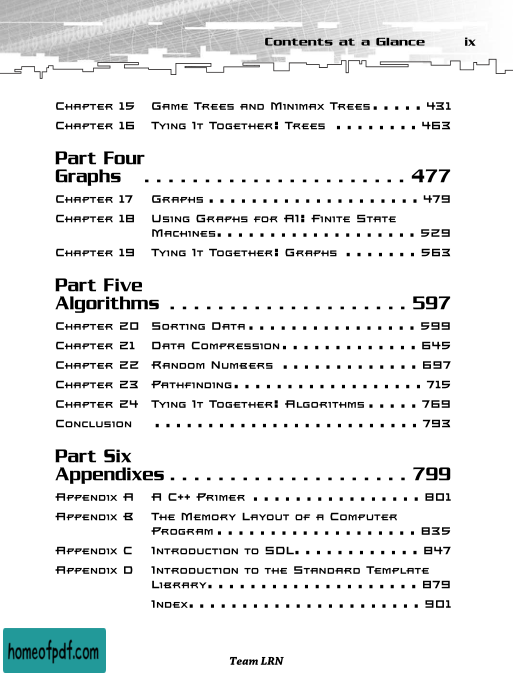 Contents at a Glance ix
Chapter 15 Game Trees and Minimax Trees. . . . . 431
Chapter 16 Tying It Together: Trees . . . . . . . . 463
Part Four
Graphs . . . . . . . . . . . . . . . . . . . . . . 477
Chapter 17 Graphs . . . . . . . . . . . . . . . . . . . . 479
Chapter 18 Using Graphs for AI: Finite State
Machines. . . . . . . . . . . . . . . . . . . . 529
Chapter 19 Tying It Together: Graphs . . . . . . . 563
Part Five
Algorithms . . . . . . . . . . . . . . . . . . . . 597
Chapter 20 Sorting Data . . . . . . . . . . . . . . . . 599
Chapter 21 Data Compression. . . . . . . . . . . . . 645
Chapter 22 Random Numbers . . . . . . . . . . . . . 697
Chapter 23 Pathfinding. . . . . . . . . . . . . . . . . . 715
Chapter 24 Tying It Together: Algorithms . . . . . 769
Conclusion . . . . . . . . . . . . . . . . . . . . . . . . . 793
Part Six
Appendixes . . . . . . . . . . . . . . . . . . . . 799
Appendix A A C++ Primer . . . . . . . . . . . . . . . . 801
Appendix B The Memory Layout of a Computer
Program . . . . . . . . . . . . . . . . . . . . 835
Appendix C Introduction to SDL. . . . . . . . . . . . 847
Appendix D Introduction to the Standard Template
Library. . . . . . . . . . . . . . . . . . . . . 879
Index. . . . . . . . . . . . . . . . . . . . . . . 901
homeofpdf.com
Team LRN